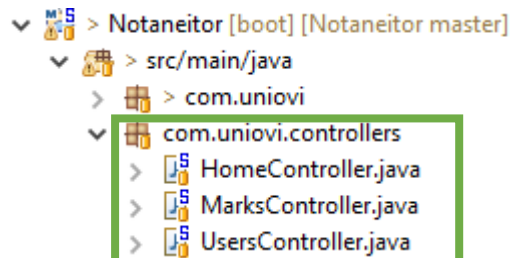 > Notaneitor [boot] [Notaneitor master]
> src/main/java
> com.uniovi
com.uniovi.controllers
HomeController.java
MarksController.java
UsersController.java